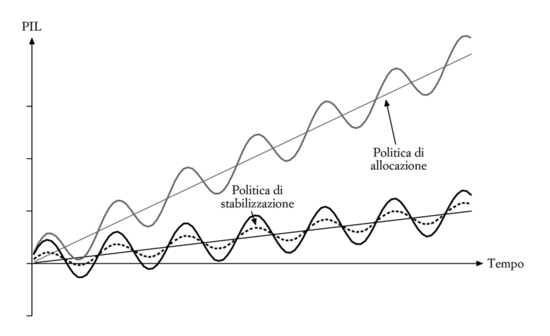 PIL
Politica di
allocazione
Politica di
stabilizzazione
Tempo